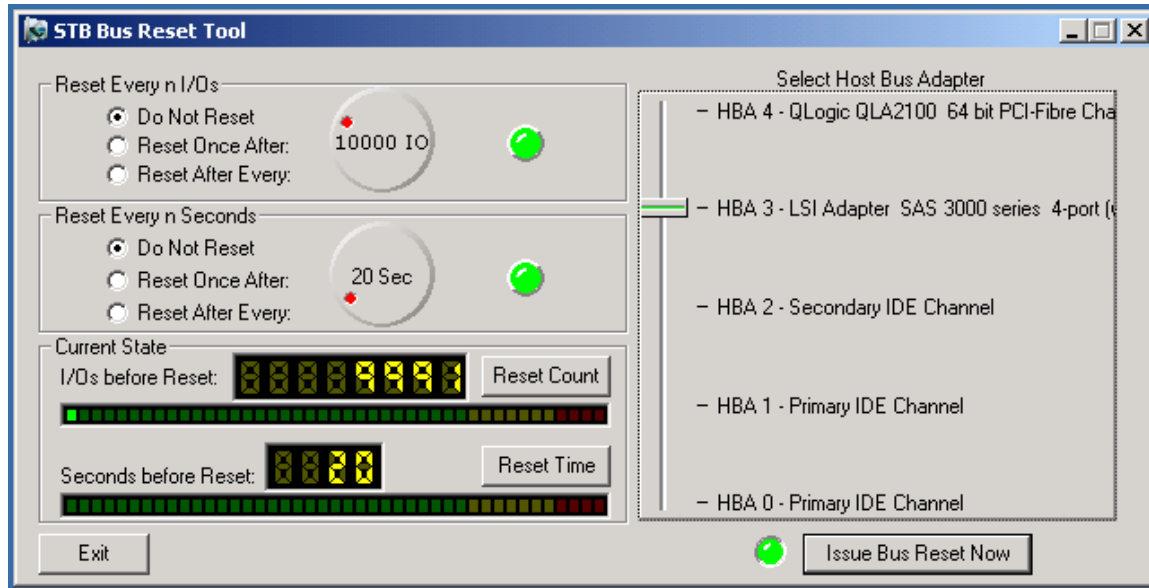 STB Bus Reset Tool
Reset Every n I/Os
Do Not Reset
Reset Once After:
Reset After Every:
10000 IO
Reset Every n Seconds
Do Not Reset
Reset Once After:
Reset After Every:
20 Sec
Current State
I/Os before Reset:
Reset Count
Seconds before Reset: 20
Reset Time
Exit
Select Host Bus Adapter
HBA 4 - QLogic QLA2100 64 bit PCI-Fibre Cha
HBA 3 - LSI Adapter SAS 3000 series 4-port (
HBA 2 - Secondary IDE Channel
HBA 1 - Primary IDE Channel
HBA 0 - Primary IDE Channel
Issue Bus Reset Now